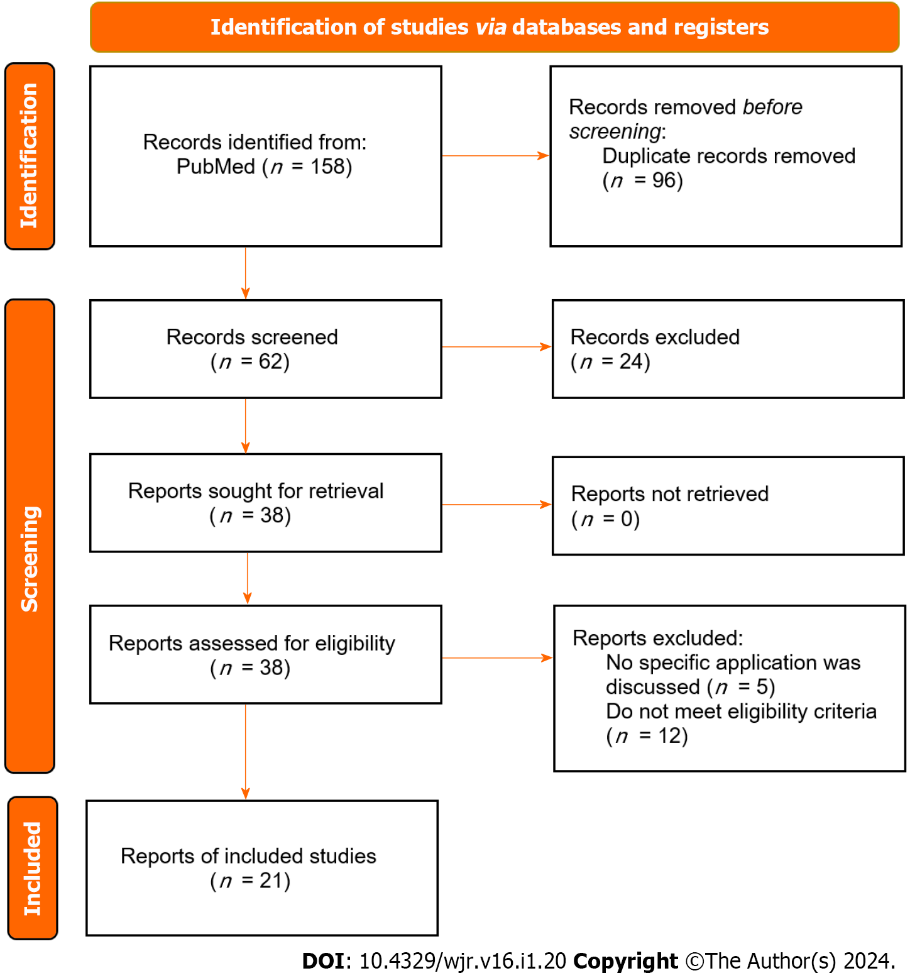 Identification of studies via databases and registers
Identification
Records identified from:
PubMed (n = 158)
Records removed before
screening:
Duplicate records removed
(n = 96)
Screening
Records screened
(n = 62)
Records excluded
(n = 24)
Reports sought for retrieval
(n = 38)
Reports not retrieved
(n = 0)
Reports assessed for eligibility
(n = 38)
Reports excluded:
No specific application was
discussed (n = 5)
Do not meet eligibility criteria
(n = 12)
Included
Reports of included studies
(n = 21)
DOI: 10.4329/wjr.v16.i1.20 Copyright ©The Author(s) 2024.